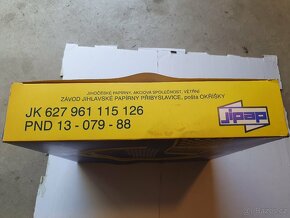 JIHOČESKÉ PAPÍRNY, AKCIOVÁ SPOLEČNOST, VĚTŘNÍ
ZÁVOD JIHLAVSKÉ PAPÍRNY PŘIBYSLAVICE, pošta OKŘÍŠKY
JK 627 961 115 126
PND 13 - 079 - 88
jipap